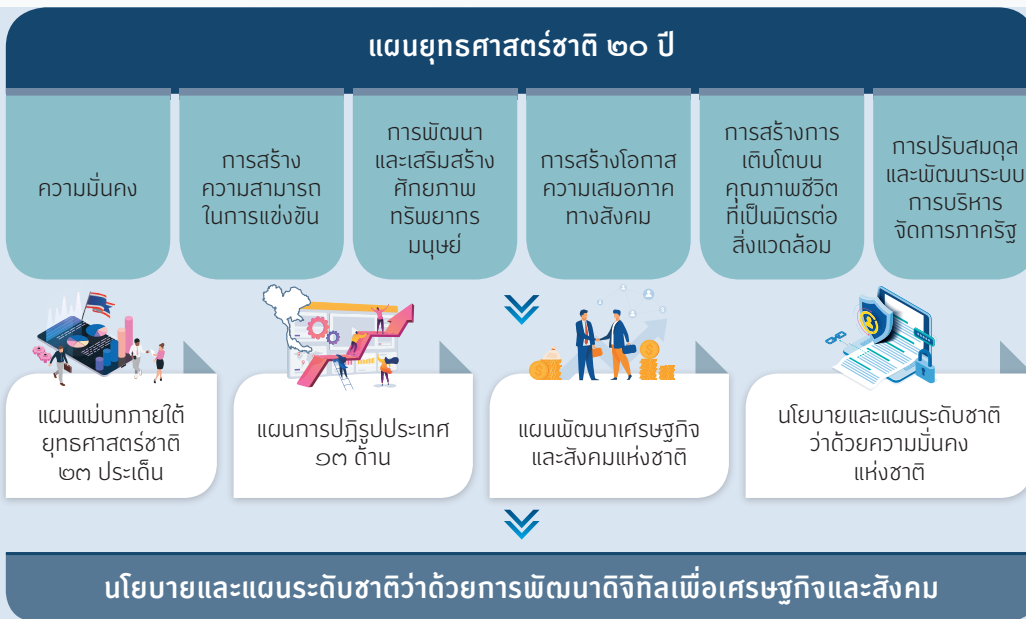 แผนยุทธศาสตร์ชาติ ๒๐ ปี
ความมั่นคง
การสร้าง
ความสามารถ
ในการแข่งขัน
การพัฒนา
และเสริมสร้าง
ศักยภาพ
ทรัพยากร
มนุษย์
การสร้างโอกาส
ความเสมอภาค
ทางสังคม
การสร้างการ
เติบโตบน
คุณภาพชีวิต
ที่เป็นมิตรต่อ
สิ่งแวดล้อม
การปรับสมดุล
และพัฒนาระบบ
การบริหาร
จัดการภาครัฐ
แผนแม่บทภายใต้
ยุทธศาสตร์ชาติ
๒๓ ประเด็น
แผนการปฏิรูปประเทศ
๑๓ ด้าน
แผนพัฒนาเศรษฐกิจ
และสังคมแห่งชาติ
นโยบายและแผนระดับชาติ
ว่าด้วยความมั่นคง
แห่งชาติ
นโยบายและแผนระดับชาติว่าด้วยการพัฒนาดิจิทัลเพื่อเศรษฐกิจและสังคม